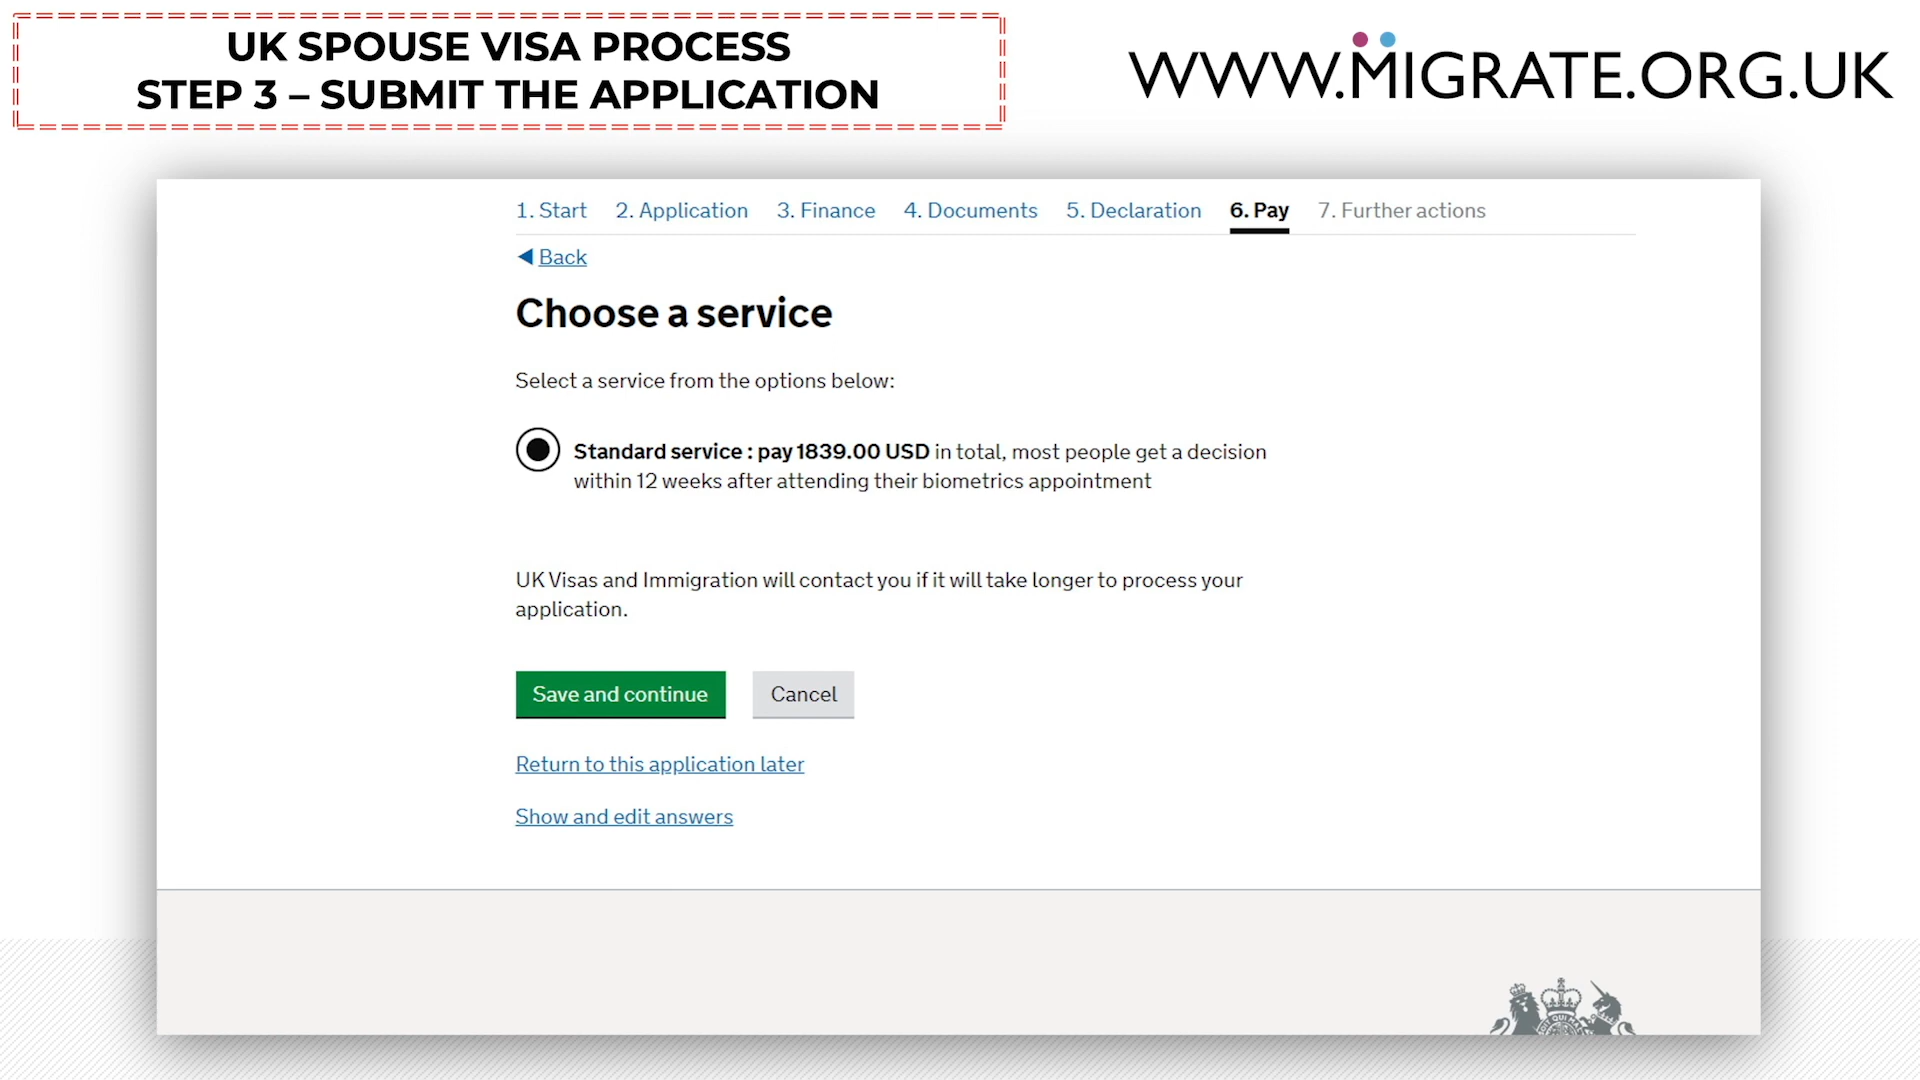 UK SPOUSE VISA PROCESS
STEP 3 – SUBMIT THE APPLICATION
WWW.MIGRATE.ORG.UK
1. Start 2. Application 3. Finance 4. Documents 5. Declaration 6. Pay 7. Further actions
Back
Choose a service
Select a service from the options below:
Standard service : pay 1839.00 USD in total, most people get a decision
within 12 weeks after attending their biometrics appointment
UK Visas and Immigration will contact you if it will take longer to process your
application.
Save and continue Cancel
Return to this application later
Show and edit answers